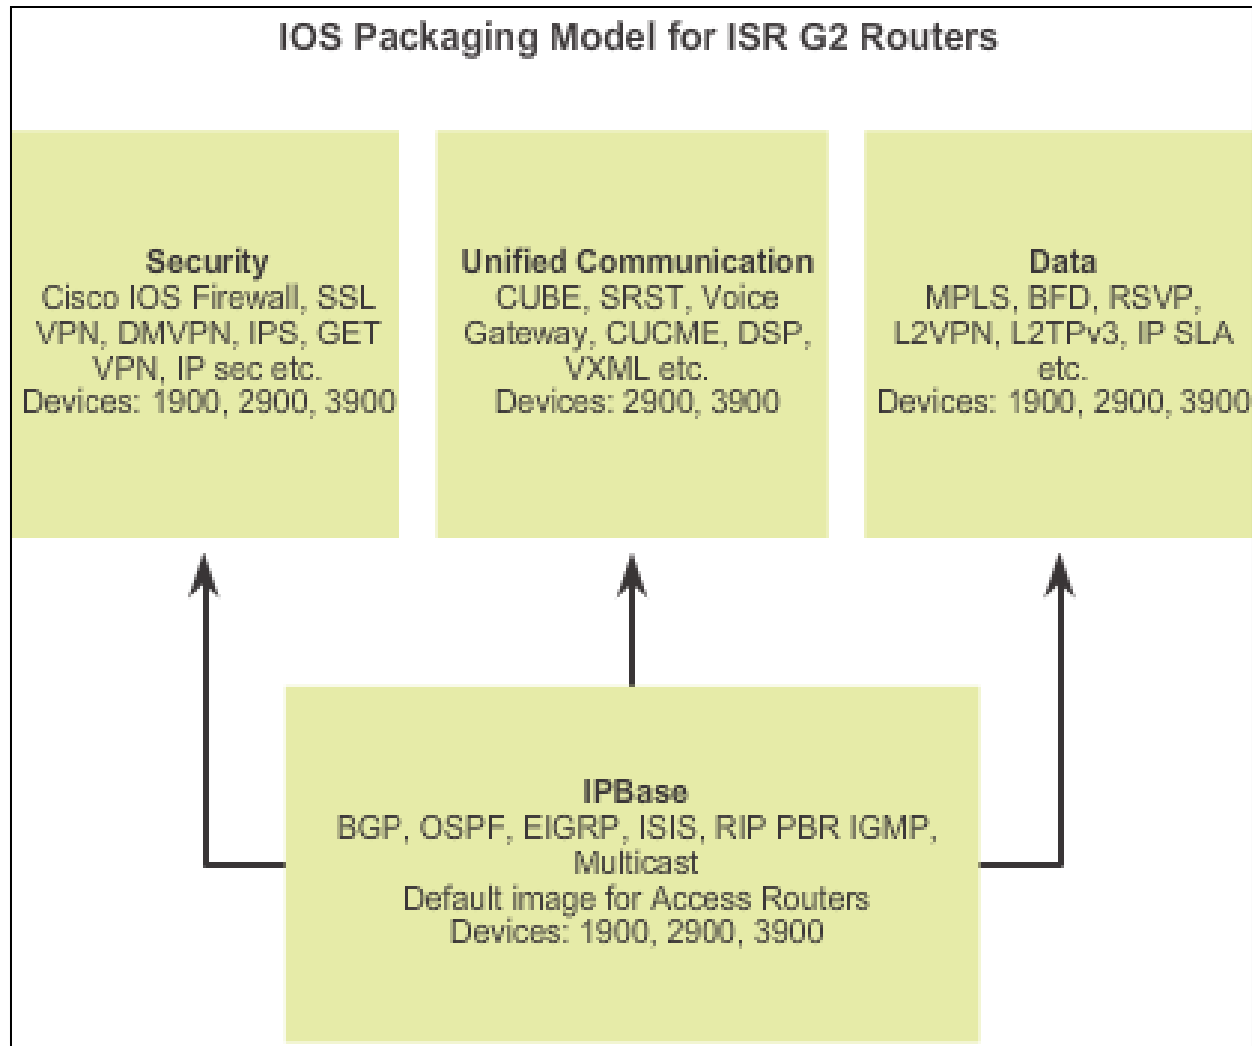 IOS Packaging Model for ISR G2 Routers
Security
Cisco IOS Firewall, SSL
VPN, DMVPN, IPS, GET
VPN, IP sec etc.
Devices: 1900, 2900, 3900
Unified Communication
CUBE, SRST, Voice
Gateway, CUCME, DSP,
VXML etc.
Devices: 2900, 3900
Data
MPLS, BFD, RSVP,
L2VPN, L2TPv3, IP SLA
etc.
Devices: 1900, 2900, 3900
IPBase
BGP, OSPF, EIGRP, ISIS, RIP PBR IGMP,
Multicast
Default image for Access Routers
Devices: 1900, 2900, 3900